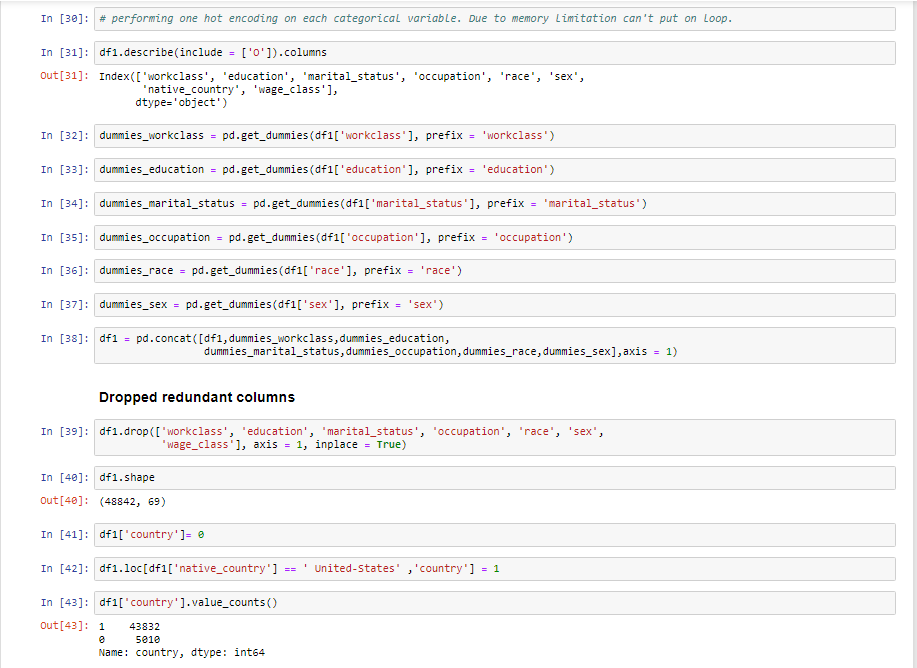 In [30]: # performing one hot encoding on each categorical variable. Due to memory limitation can't put on loop.
In [31]: df1.describe(include = ['O']).columns
Out[31]: Index(['workclass', 'education', 'marital_status', 'occupation', 'race', 'sex',
'native_country', 'wage_class'],
dtype='object')
In [32]: dummies_workclass = pd.get_dummies(df1['workclass'], prefix = 'workclass')
In [33]: dummies_education = pd.get_dummies(df1['education'], prefix = 'education')
In [34]: dummies_marital_status = pd.get_dummies(df1['marital_status'], prefix = 'marital_status')
In [35]: dummies_occupation = pd.get_dummies(df1['occupation'], prefix = 'occupation')
In [36]: dummies_race = pd.get_dummies(df1['race'], prefix = 'race')
In [37]: dummies_sex = pd.get_dummies(df1['sex'], prefix = 'sex')
In [38]: df1 = pd.concat([df1,dummies_workclass,dummies_education,
dummies_marital_status,dummies_occupation,dummies_race,dummies_sex],axis = 1)
Dropped redundant columns
In [39]: df1.drop(['workclass', 'education', 'marital_status', 'occupation', 'race', 'sex',
'wage_class'], axis = 1, inplace = True)
In [40]: df1.shape
Out[40]: (48842, 69)
In [41]: df1['country']= 0
In [42]: df1.loc[df1['native_country'] == ' United-States' ,'country'] = 1
In [43]: df1['country'].value_counts()
Out[43]: 1    43832
0     5010
Name: country, dtype: int64